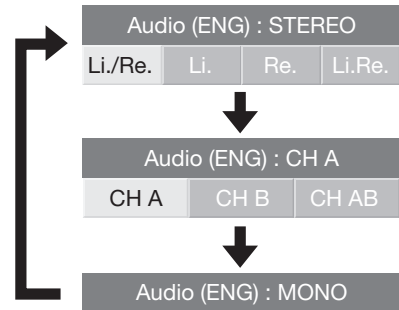 Audio (ENG) : STEREO
Li./Re. Li. Re. Li.Re.
Audio (ENG) : CH A
CH A CH B CH AB
Audio (ENG) : MONO